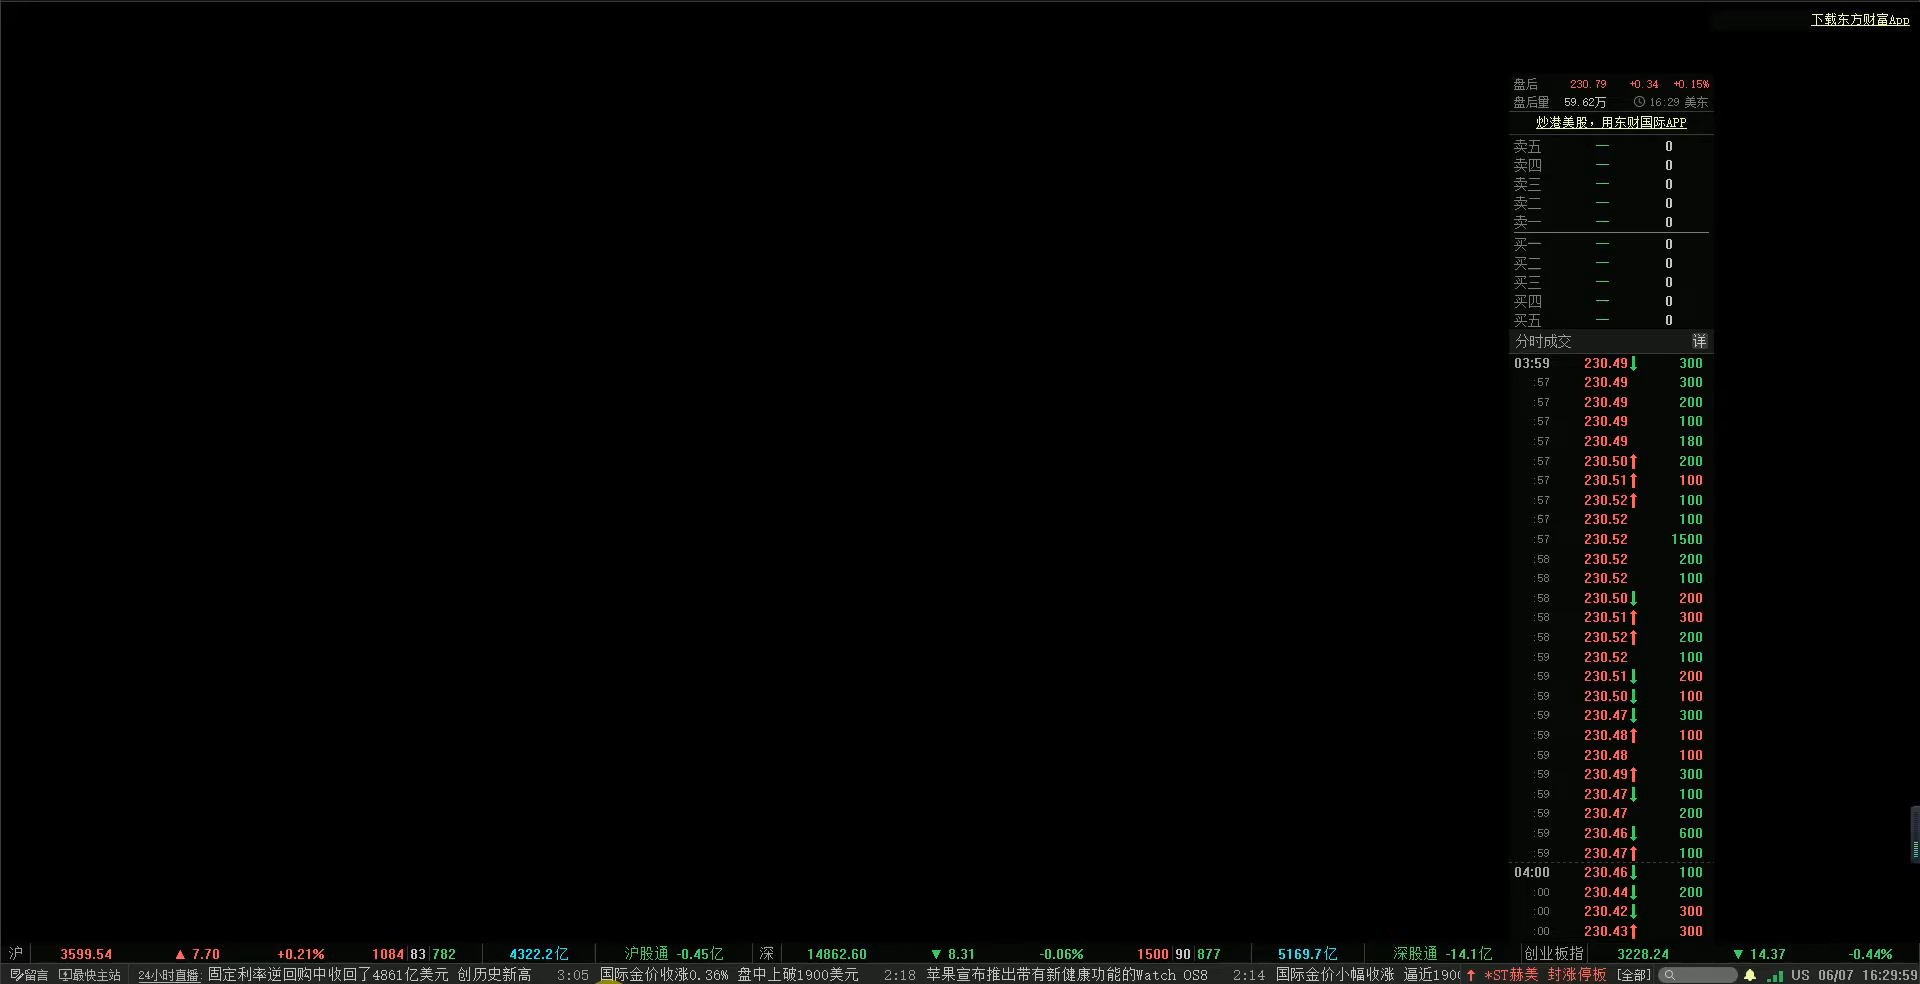 下载东方财富App
盘后 230.79 +0.34 +0.15%
盘后量 59.62万 16:29 美东
炒港美股，用东财国际APP
卖五 — 0
卖四 — 0
卖三 — 0
卖二 — 0
卖一 — 0
买一 — 0
买二 — 0
买三 — 0
买四 — 0
买五 — 0
分时成交 详
03:59 230.49↓ 300
:57 230.49 300
:57 230.49 200
:57 230.49 100
:57 230.49 180
:57 230.50↑ 200
:57 230.51↑ 100
:57 230.52↑ 100
:57 230.52 100
:57 230.52 1500
:58 230.52 200
:58 230.52 100
:58 230.50↓ 200
:58 230.51↑ 300
:58 230.52↑ 200
:59 230.52 100
:59 230.51↓ 200
:59 230.50↓ 100
:59 230.47↓ 300
:59 230.48↑ 100
:59 230.48 100
:59 230.49↑ 300
:59 230.47↓ 100
:59 230.47 200
:59 230.46↓ 600
:59 230.47↑ 100
04:00 230.46↓ 100
:00 230.44↓ 200
:00 230.42↓ 300
:00 230.43↑ 300
沪 3599.54 ▲ 7.70 +0.21% 1084 83 782 4322.2亿 沪股通 -0.45亿 深 14862.60 ▼ 8.31 -0.06% 1500 90 877 5169.7亿 深股通 -14.1亿 创业板指 3228.24 ▼ 14.37 -0.44%
留言 最快主站 24小时直播: 固定利率逆回购中收回了4861亿美元 创历史新高 3:05 国际金价收涨0.36% 盘中上破1900美元 2:18 苹果宣布推出带有新健康功能的Watch OS8 2:14 国际金价小幅收涨 逼近190 ↑ *ST赫美 封涨停板 [全部] US 06/07 16:29:59